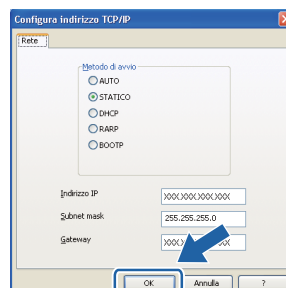 Configura indirizzo TCP/IP
Rete
Metodo di avvio
AUTO
STATICO
DHCP
RARP
BOOTP
Indirizzo IP XXX.XXX.XXX.XXX
Subnet mask 255.255.255.0
Gateway
OK Annulla ?